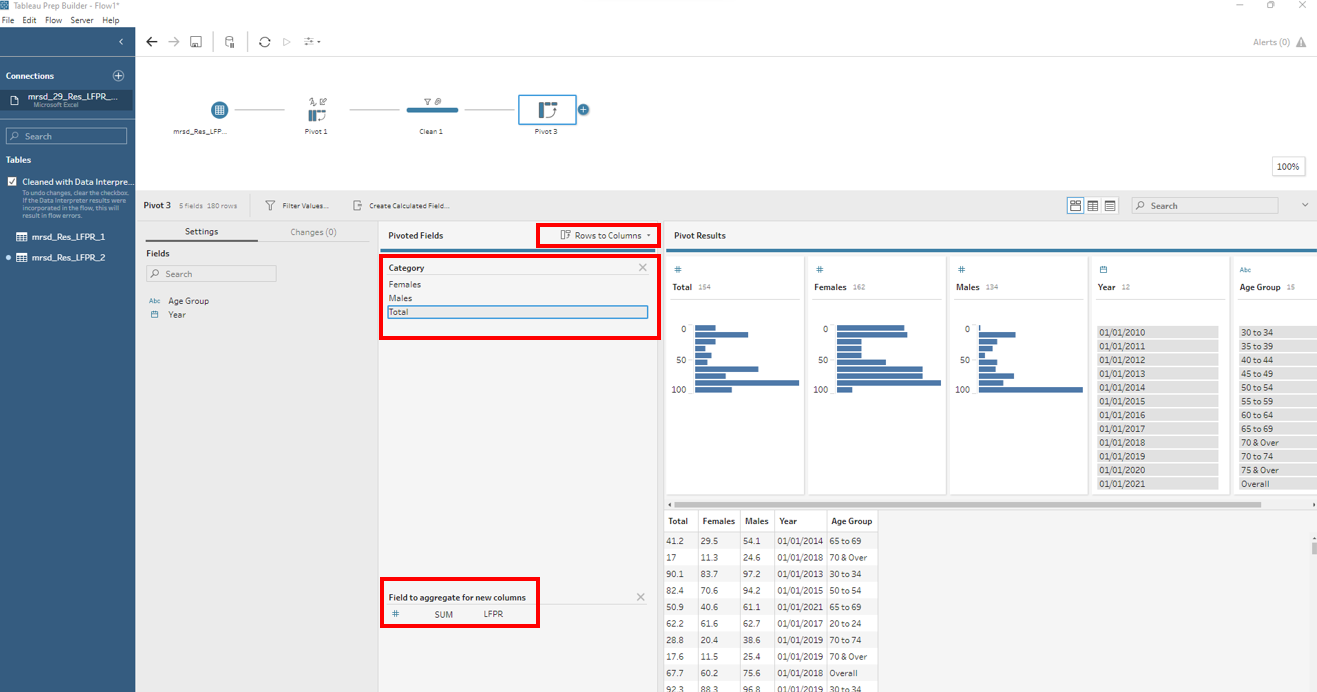 Tableau Prep Builder - Flow1*
File Edit Flow Server Help
Alerts (0)
Connections
mrsd_29_Res_LFPR_...
Microsoft Excel
Search
Tables
Cleaned with Data Interpre...
To undo changes, clear the checkbox.
If the Data Interpreter results were
incorporated in the flow, this will
result in flow errors.
mrsd_Res_LFPR_1
mrsd_Res_LFPR_2
mrsd_Res_LFP...
Pivot 1
Clean 1
Pivot 3
100%
Pivot 3 5 fields 180 rows
Filter Values...
Create Calculated Field...
Search
Settings
Changes (0)
Fields
Search
Abc Age Group
Year
Pivoted Fields
Rows to Columns
Category
Females
Males
Total
Field to aggregate for new columns
# SUM LFPR
Pivot Results
#
Total 154
0
50
100
#
Females 162
0
50
100
#
Males 134
0
50
100
Year 12
01/01/2010
01/01/2011
01/01/2012
01/01/2013
01/01/2014
01/01/2015
01/01/2016
01/01/2017
01/01/2018
01/01/2019
01/01/2020
01/01/2021
Abc
Age Group 15
30 to 34
35 to 39
40 to 44
45 to 49
50 to 54
55 to 59
60 to 64
65 to 69
70 & Over
70 to 74
75 & Over
Overall
Total Females Males Year Age Group
41.2 29.5 54.1 01/01/2014 65 to 69
17 11.3 24.6 01/01/2018 70 & Over
90.1 83.7 97.2 01/01/2013 30 to 34
82.4 70.6 94.2 01/01/2015 50 to 54
50.9 40.6 61.1 01/01/2021 65 to 69
62.2 61.6 62.7 01/01/2017 20 to 24
28.8 20.4 38.6 01/01/2019 70 to 74
17.6 11.5 25.4 01/01/2019 70 & Over
67.7 60.2 75.6 01/01/2018 Overall
92.3 88.3 96.8 01/01/2019 30 to 34